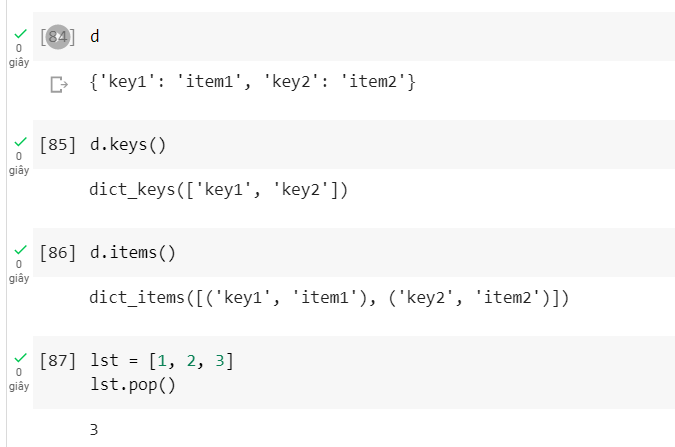 [84] d
0
giây
{'key1': 'item1', 'key2': 'item2'}
[85] d.keys()
0
giây
dict_keys(['key1', 'key2'])
[86] d.items()
0
giây
dict_items([('key1', 'item1'), ('key2', 'item2')])
[87] lst = [1, 2, 3]
lst.pop()
0
giây
3